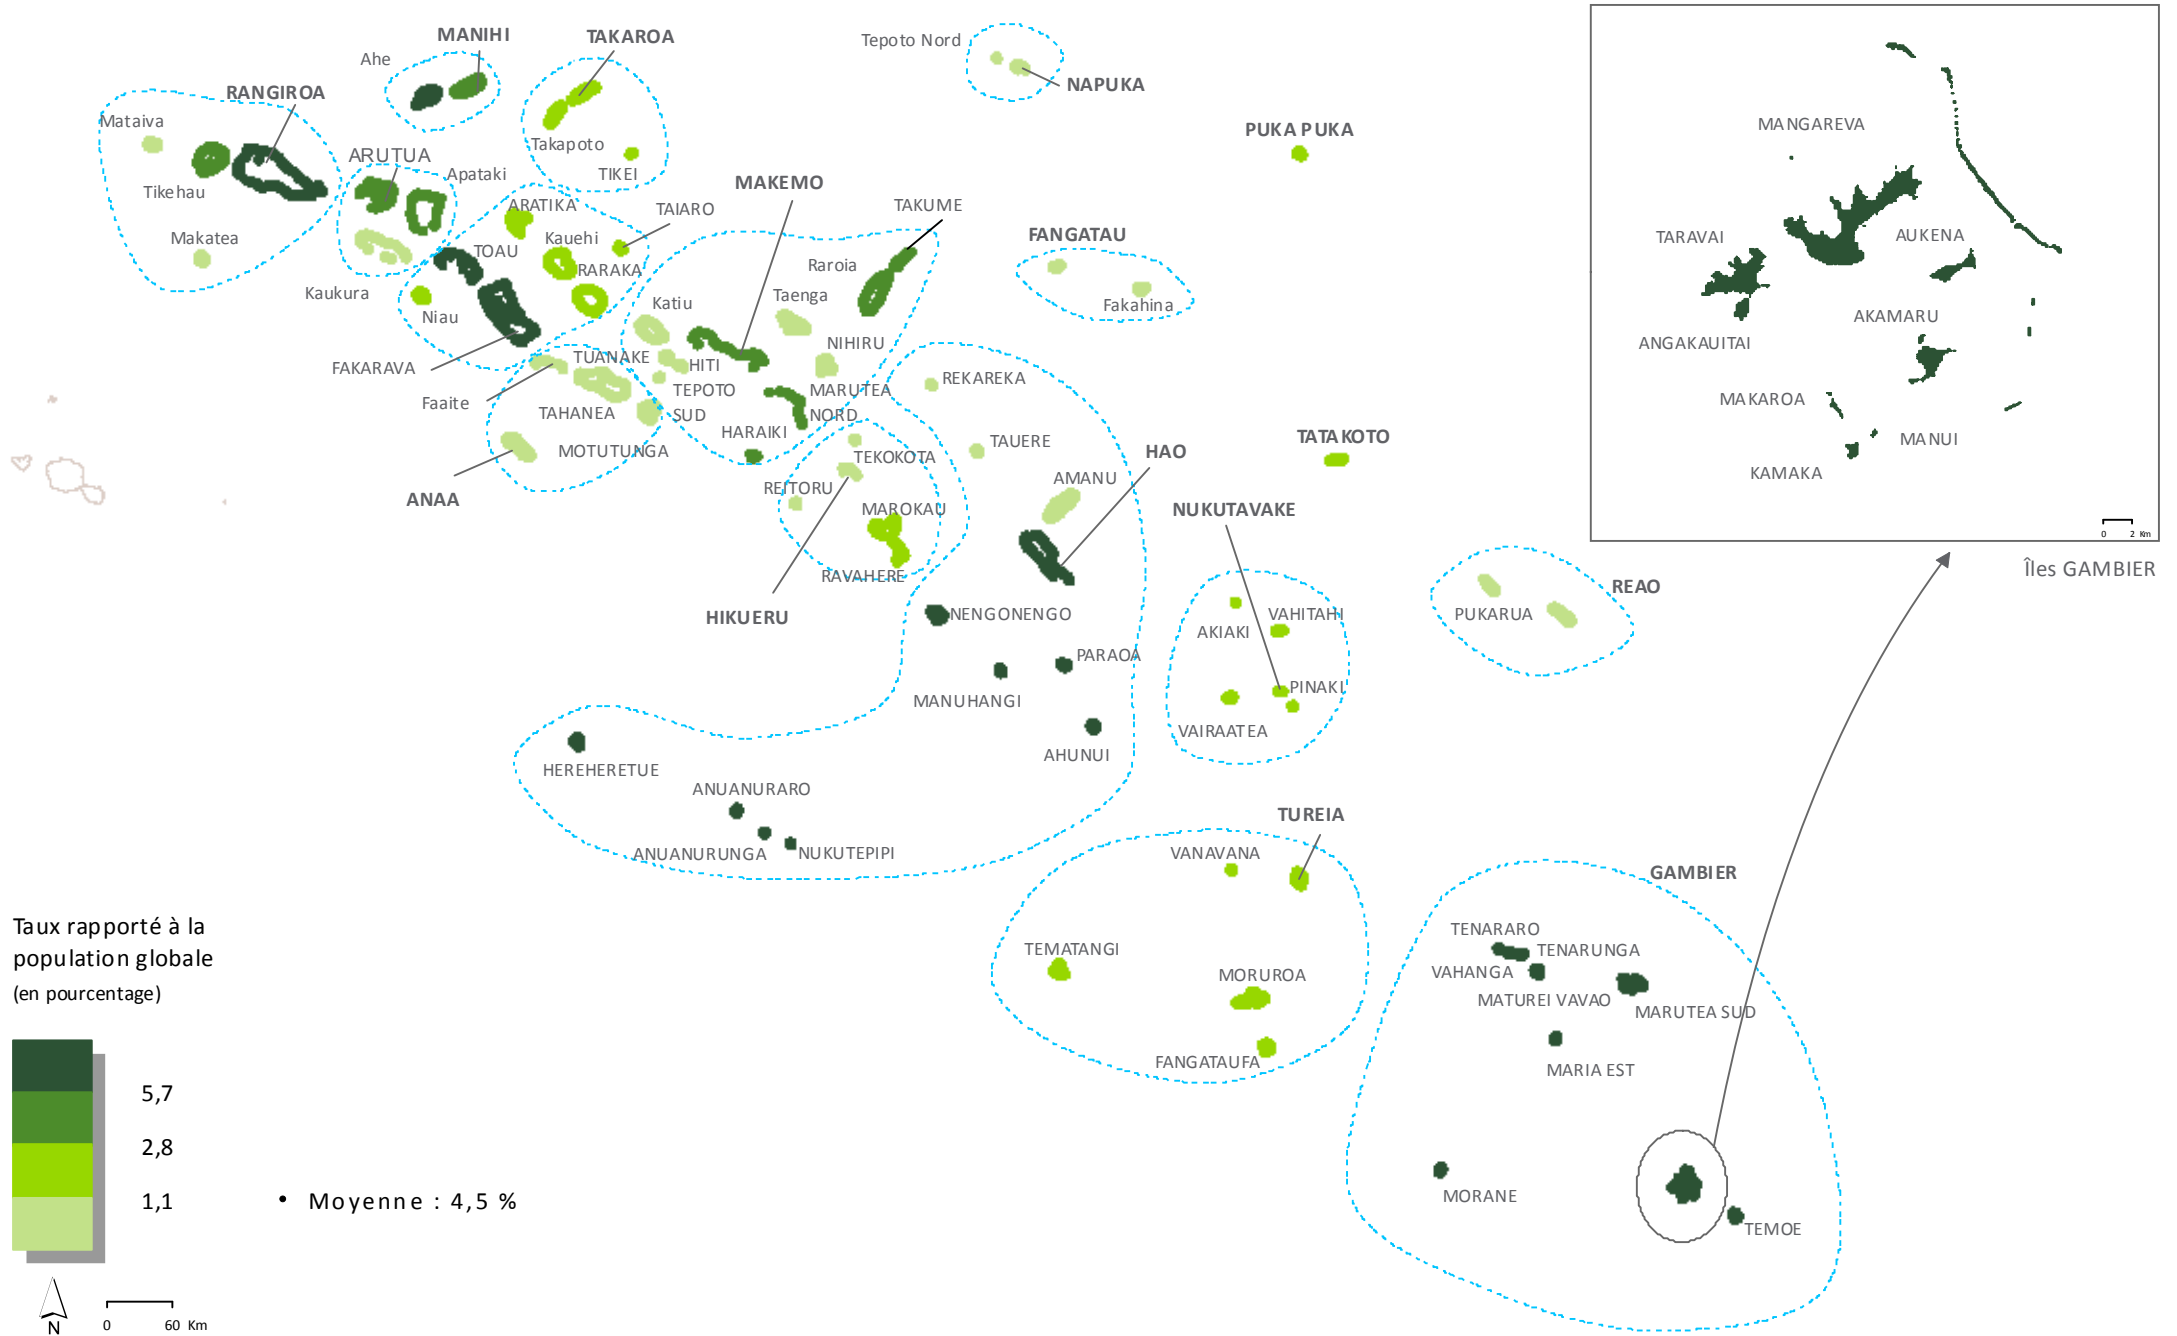 MANIHI
TAKAROA
Ahe
Tepoto Nord
NAPUKA
RANGIROA
Mataiva
Takapoto
TIKEI
PUKA PUKA
ARUTUA
Apataki
Tikehau
Makatea
MAKEMO
ARATIKA
TAIARO
TAKUME
Kauehi
TOAU
RARAKA
Raroia
FANGATAU
Fakahina
Kaukura
Niau
Katiu
Taenga
NIHIRU
FAKARAVA
TUANAKE
HITI
Faaite
TEPOTO
SUD
MARUTEA
NORD
REKAREKA
TAHANEA
HARAIKI
MOTUTUNGA
TEKOKOTA
TAUERE
HAO
TATAKOTO
ANAA
REITORU
AMANU
MAROKAU
NUKUTAVAKE
RAVAHERE
HIKUERU
NENGONENGO
VAHITAHI
AKIAKI
REAO
PUKARUA
PARAOA
MANUHANGI
PINAKI
VAIRAATEA
AHUNUI
HEREHERETUE
ANUANURARO
ANUANURUNGA
NUKUTEPIPI
TUREIA
VANAVANA
TEMATANGI
MORUROA
FANGATAUFA
GAMBIER
TENARARO
TENARUNGA
VAHANGA
MATUREI VAVAO
MARUTEA SUD
MARIA EST
MORANE
TEMOE
MANGAREVA
TARAVAI
AUKENA
AKAMARU
ANGAKAUITAI
MAKAROA
MANUI
KAMAKA
0 2 Km
Îles GAMBIER
Taux rapporté à la
population globale
(en pourcentage)
5,7
2,8
1,1
• Moyenne : 4,5 %
N
0 60 Km